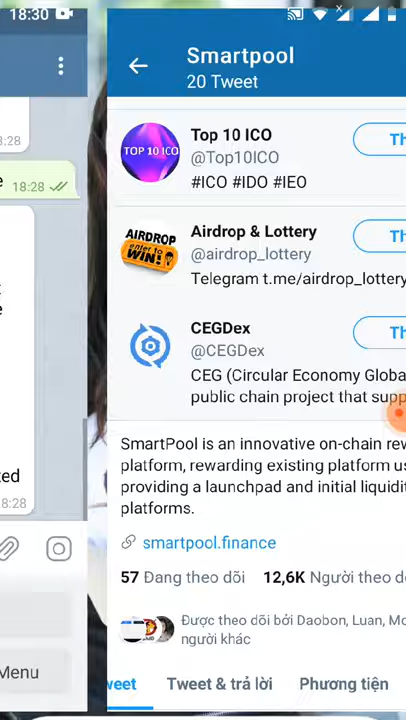 18:30
Smartpool
20 Tweet
3:28
e 18:28
TOP 10 ICO
Top 10 ICO
@Top10ICO
#ICO #IDO #IEO
Th
AIRDROP
enter to
WIN!
Airdrop & Lottery
@airdrop_lottery
Telegram t.me/airdrop_lottery
Th
CEGDex
@CEGDex
CEG (Circular Economy Globa
public chain project that supp
Th
SmartPool is an innovative on-chain rew
platform, rewarding existing platform us
providing a launchpad and initial liquidit
platforms.
smartpool.finance
57 Đang theo dõi 12,6K Người theo dõ
Được theo dõi bởi Daobon, Luan, Mo
người khác
weet Tweet & trả lời Phương tiện
e
ted
8:28
Menu